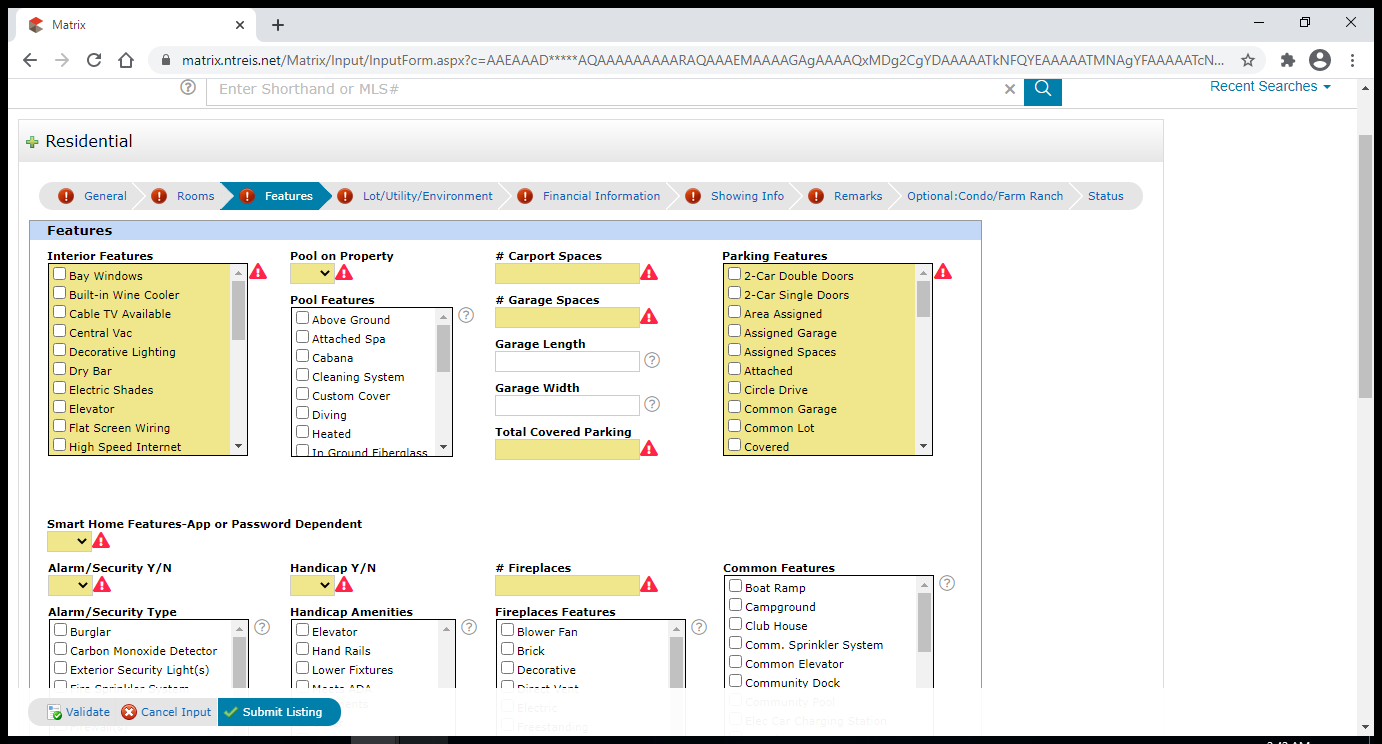 Matrix
matrix.ntreis.net/Matrix/Input/InputForm.aspx?c=AAEAAAD*****AQAAAAAAAAARAQAAAEMAAAAGAgAAAAQxMDg2CgYDAAAAATkNFQYEAAAAATMNAgYFAAAAATcN...
Enter Shorthand or MLS#
Recent Searches
Residential
General Rooms Features Lot/Utility/Environment Financial Information Showing Info Remarks Optional:Condo/Farm Ranch Status
Features
Interior Features
Bay Windows
Built-in Wine Cooler
Cable TV Available
Central Vac
Decorative Lighting
Dry Bar
Electric Shades
Elevator
Flat Screen Wiring
High Speed Internet
Pool on Property
Pool Features
Above Ground
Attached Spa
Cabana
Cleaning System
Custom Cover
Diving
Heated
In Ground Fiberglass
# Carport Spaces
# Garage Spaces
Garage Length
Garage Width
Total Covered Parking
Parking Features
2-Car Double Doors
2-Car Single Doors
Area Assigned
Assigned Garage
Assigned Spaces
Attached
Circle Drive
Common Garage
Common Lot
Covered
Smart Home Features-App or Password Dependent
Alarm/Security Y/N
Alarm/Security Type
Burglar
Carbon Monoxide Detector
Exterior Security Light(s)
Fire Sprinkler System
Handicap Y/N
Handicap Amenities
Elevator
Hand Rails
Lower Fixtures
Meets ADA
# Fireplaces
Fireplaces Features
Blower Fan
Brick
Decorative
Direct Vent
Electric
Freestanding
Common Features
Boat Ramp
Campground
Club House
Comm. Sprinkler System
Common Elevator
Community Dock
Community Pool
Elec Car Charging Station
Validate Cancel Input Submit Listing